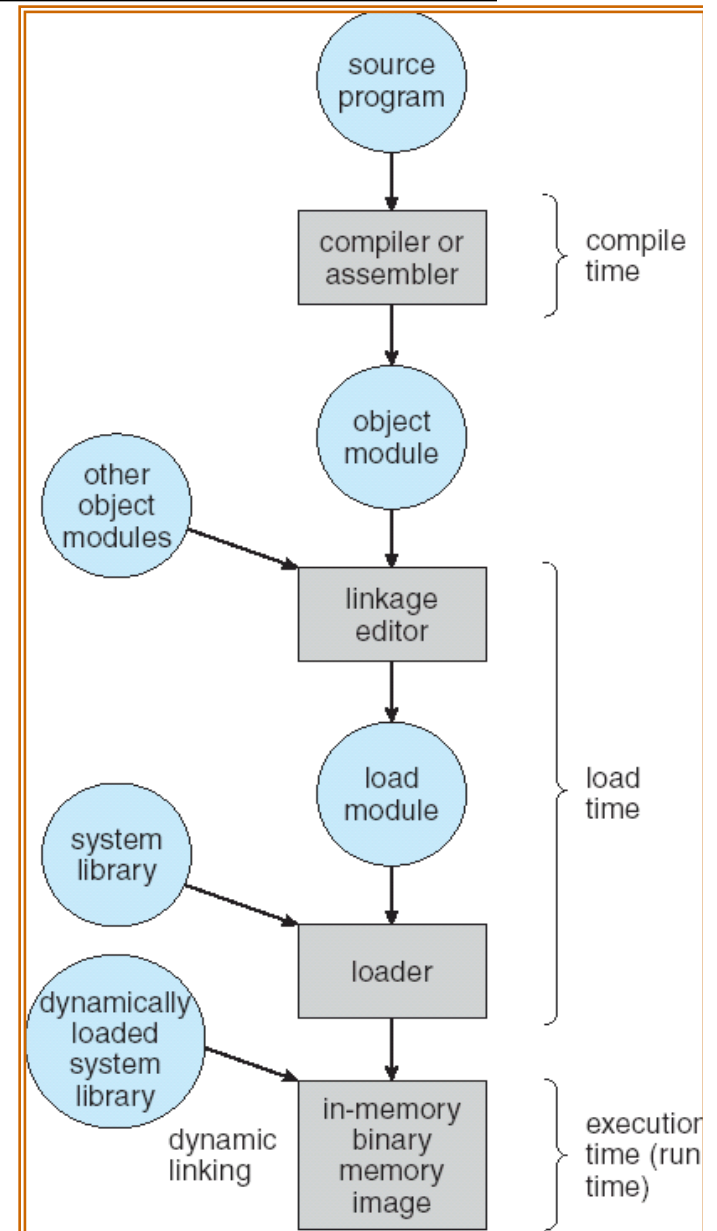 source
program
compiler or
assembler
compile
time
object
module
other
object
modules
linkage
editor
load
module
load
time
system
library
loader
dynamically
loaded
system
library
dynamic
linking
in-memory
binary
memory
image
execution
time (run
time)